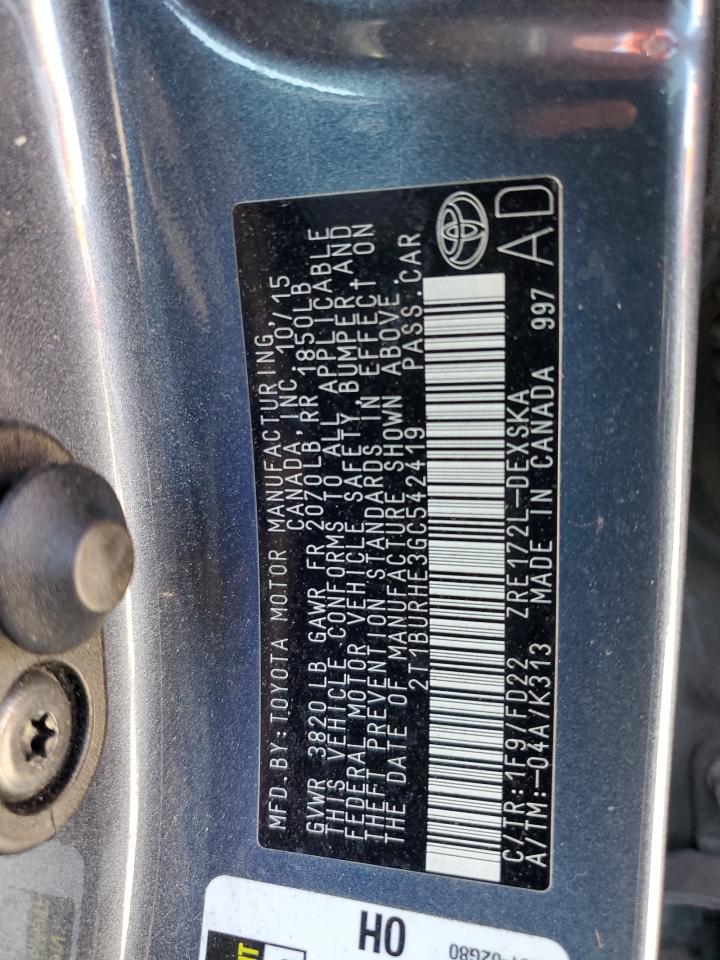 MFD.BY:TOYOTA MOTOR MANUFACTURING,
CANADA, INC 10/15
GVWR 3820 LB GAWR FR 2070LB, RR 1850LB
THIS VEHICLE CONFORMS TO ALL APPLICABLE
FEDERAL MOTOR VEHICLE SAFETY, BUMPER, AND
THEFT PREVENTION STANDARDS IN EFFECT ON
THE DATE OF MANUFACTURE SHOWN ABOVE.
2T1BURHE3GC542419 PASS.CAR
C/TR:1F9/FD22 ZRE172L-DEXSKA
A/TM:-04A/K313 MADE IN CANADA 997
AD
HO